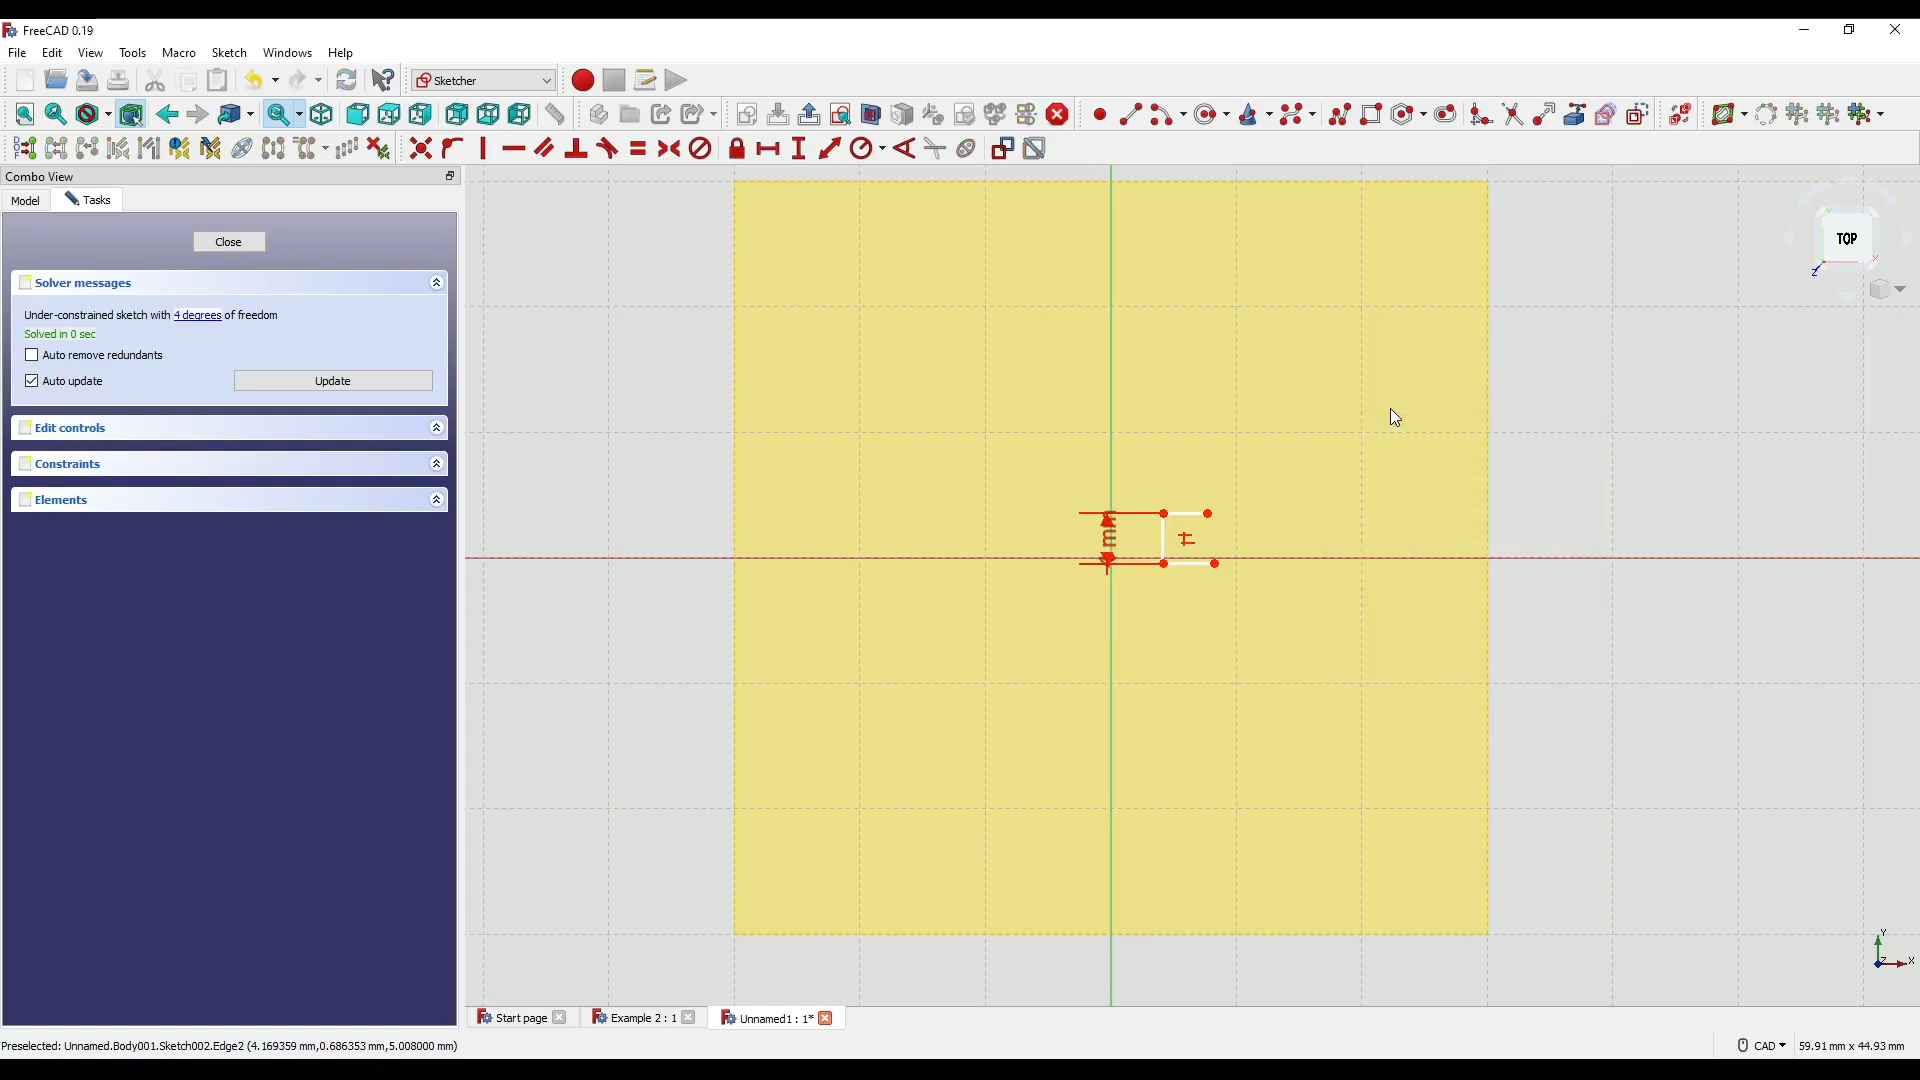 FreeCAD 0.19
File Edit View Tools Macro Sketch Windows Help
Sketcher
Combo View
Model Tasks
Close
Solver messages
Under-constrained sketch with 4 degrees of freedom
Solved in 0 sec
Auto remove redundants
Auto update Update
Edit controls
Constraints
Elements
TOP
Y
X
Z
mm
Y
Z X
Start page Example 2 : 1 Unnamed1 : 1*
Preselected: Unnamed.Body001.Sketch002.Edge2 (4.169359 mm,0.686353 mm,5.008000 mm) CAD 59.91 mm x 44.93 mm